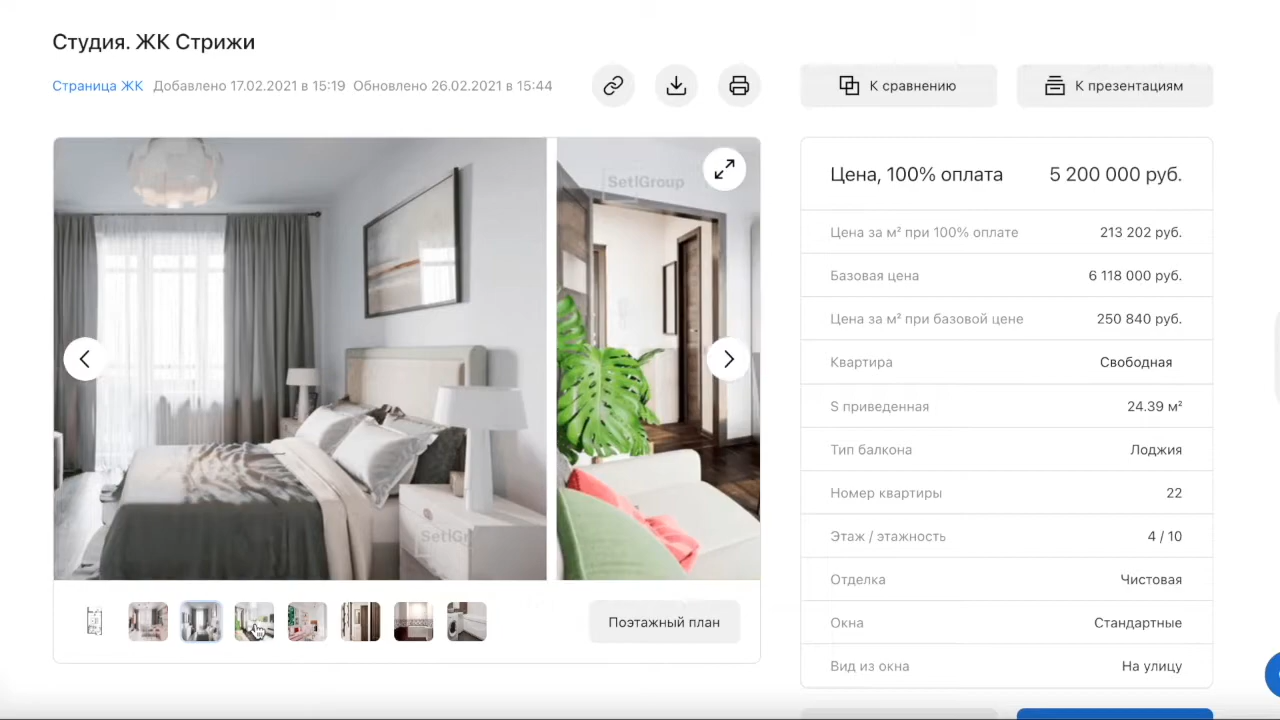 Студия. ЖК Стрижи
Страница ЖК Добавлено 17.02.2021 в 15:19 Обновлено 26.02.2021 в 15:44
К сравнению
К презентациям
SetlGroup
Цена, 100% оплата 5 200 000 руб.
Цена за м² при 100% оплате 213 202 руб.
Базовая цена 6 118 000 руб.
Цена за м² при базовой цене 250 840 руб.
Квартира Свободная
S приведенная 24.39 м²
Тип балкона Лоджия
Номер квартиры 22
Этаж / этажность 4 / 10
Отделка Чистовая
Окна Стандартные
Вид из окна На улицу
Поэтажный план